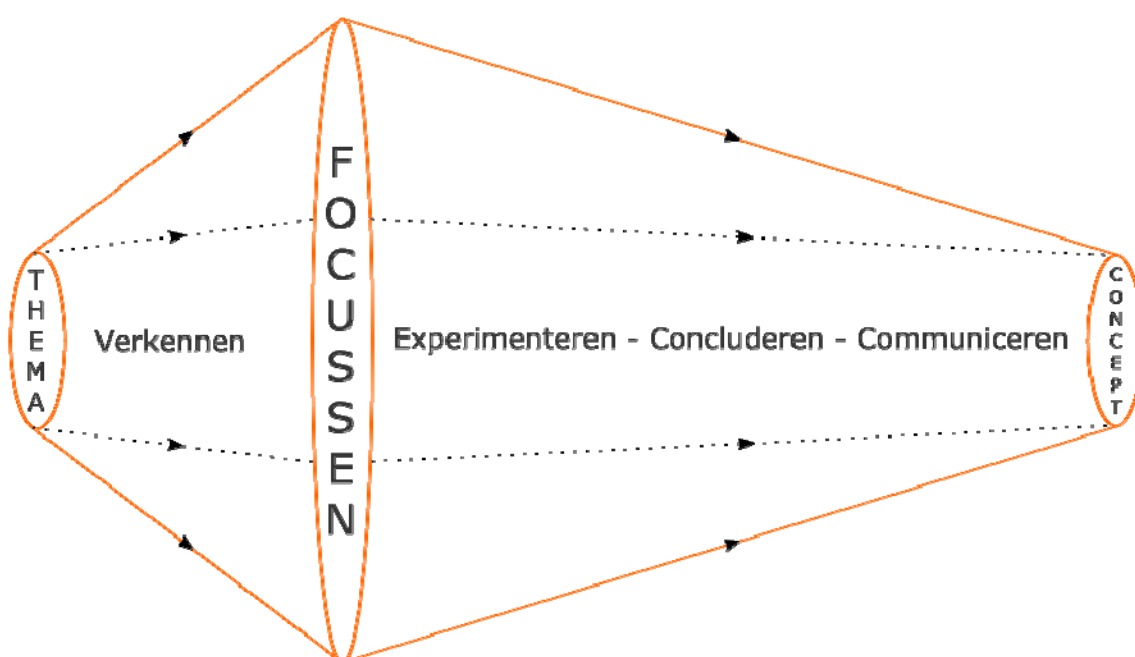 THEMA
Verkennen
FOCUSSEN
Experimenteren - Concluderen - Communiceren
CONCEPT